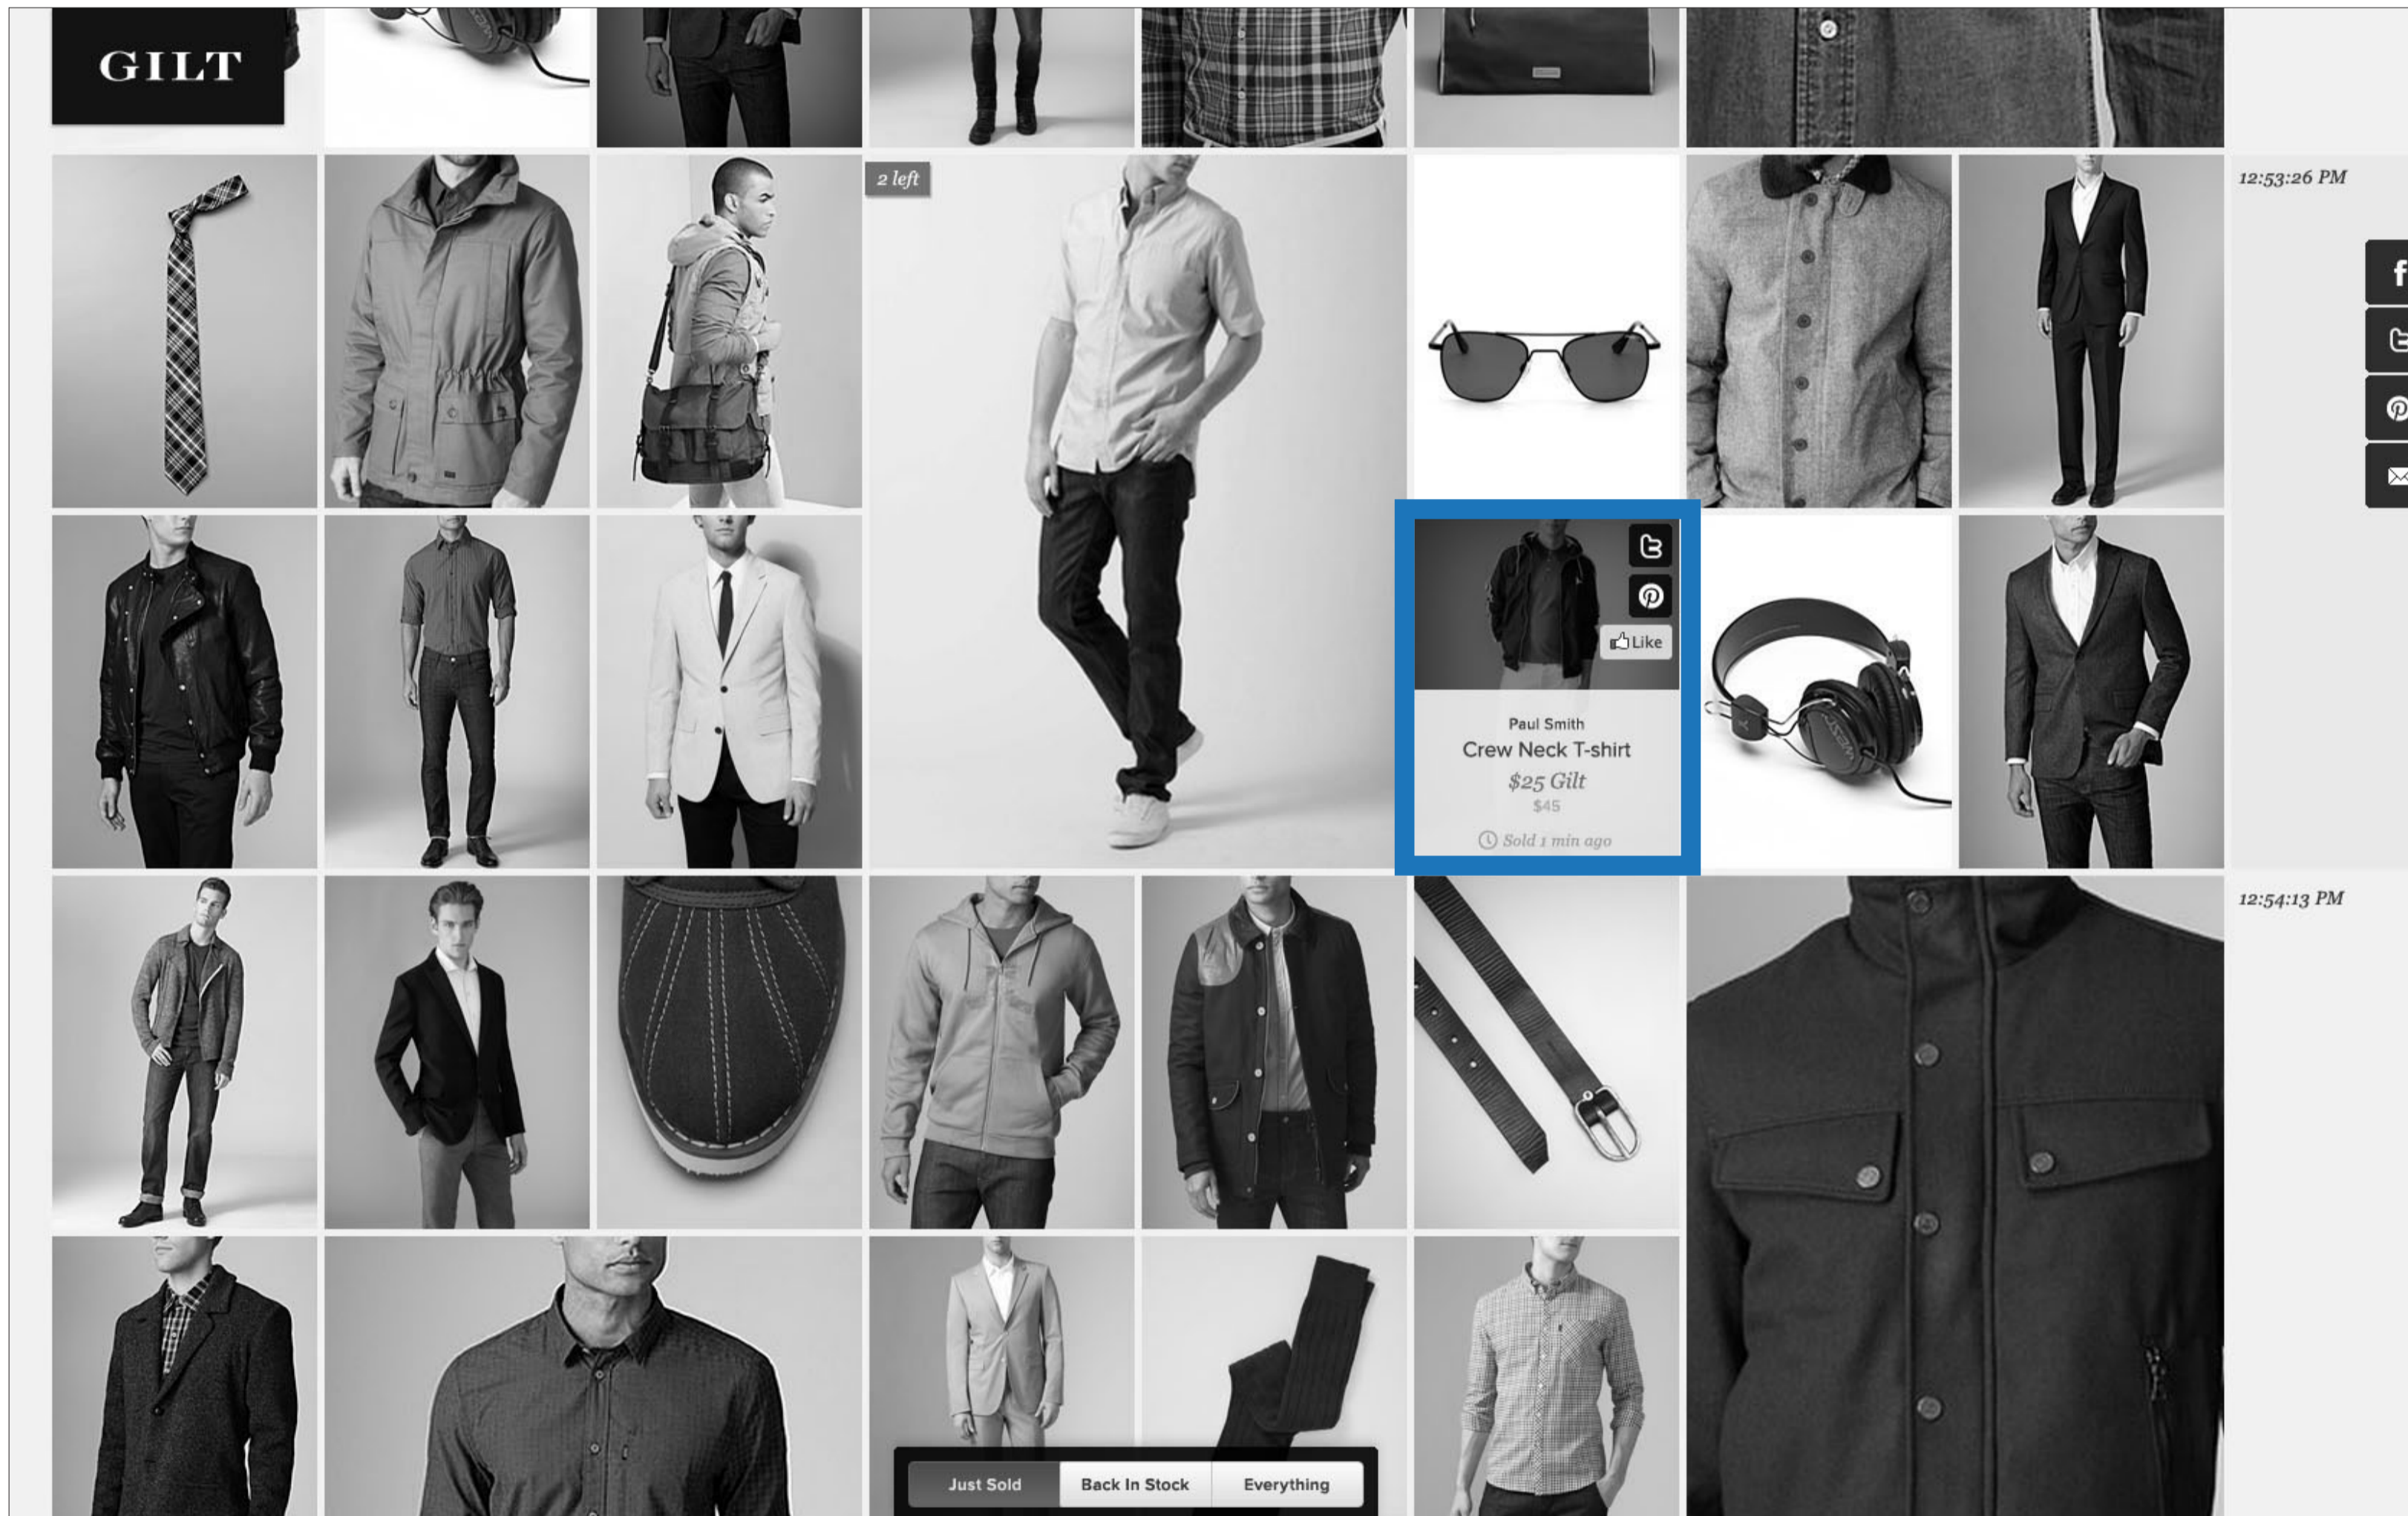 GILT
2 left
12:53:26 PM
Like
Paul Smith
Crew Neck T-shirt
$25 Gilt
$45
Sold 1 min ago
12:54:13 PM
Just Sold
Back In Stock
Everything